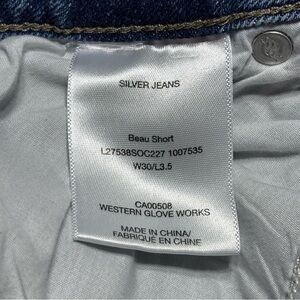 SILVER JEANS
Beau Short
L27538SOC227 1007535
W30/L3.5
CA00508
WESTERN GLOVE WORKS
MADE IN CHINA/
FABRIQUÉ EN CHINE